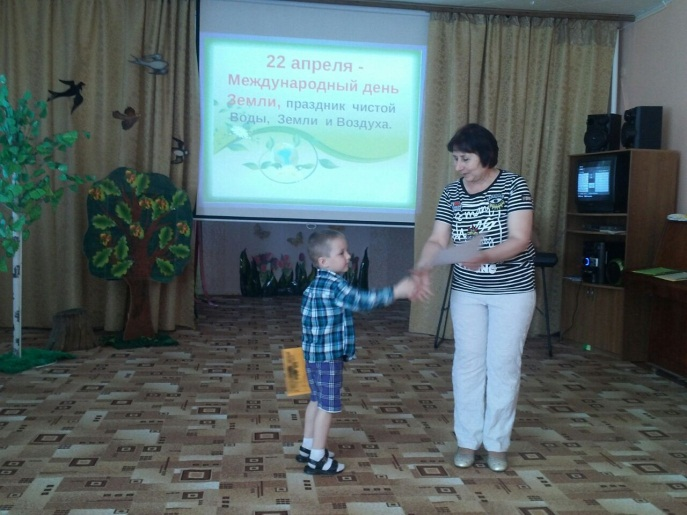 22 апреля -
Международный день
Земли, праздник чистой
Воды, Земли и Воздуха.